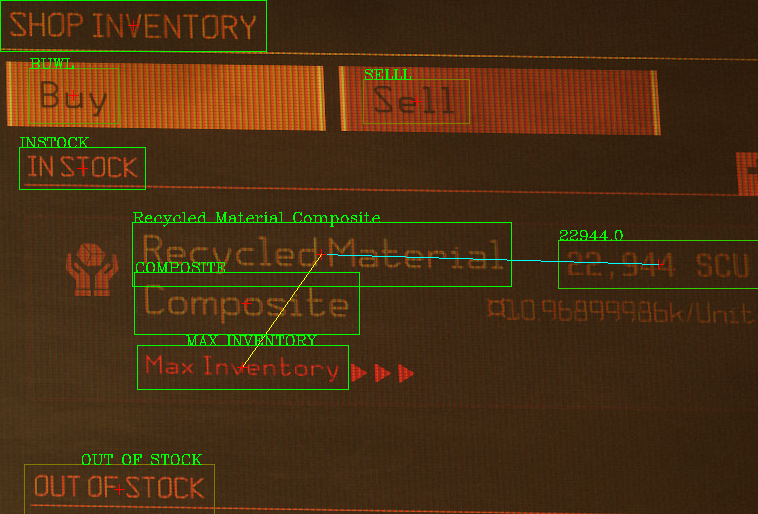 SHOP INVENTORY
BUWL
SELLL
Buy
Sell
INSTOCK
IN STOCK
Recycled Material Composite
22944.0
Recycled Material
22,944 SCU
COMPOSITE
Composite
¤10.96899986k/Unit
MAX INVENTORY
Max Inventory
OUT OF STOCK
OUT OF STOCK